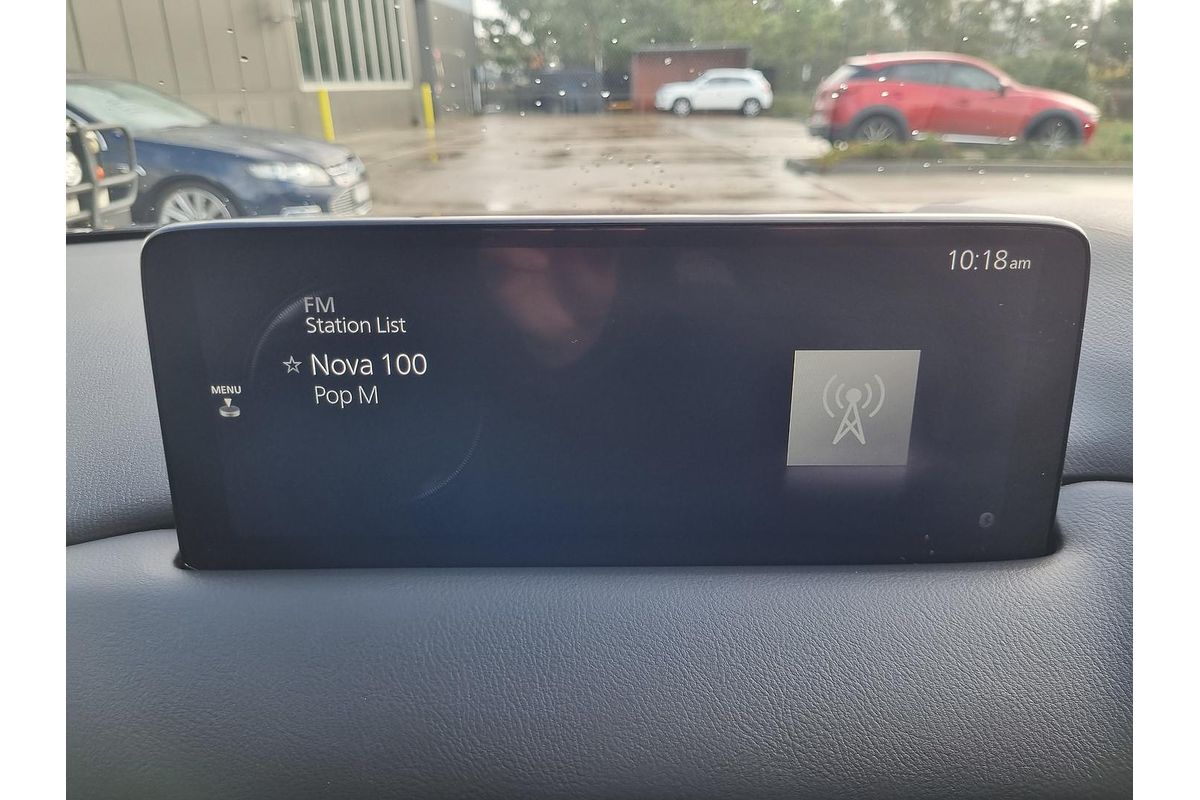 10:18am
FM
Station List
☆ Nova 100
Pop M
MENU